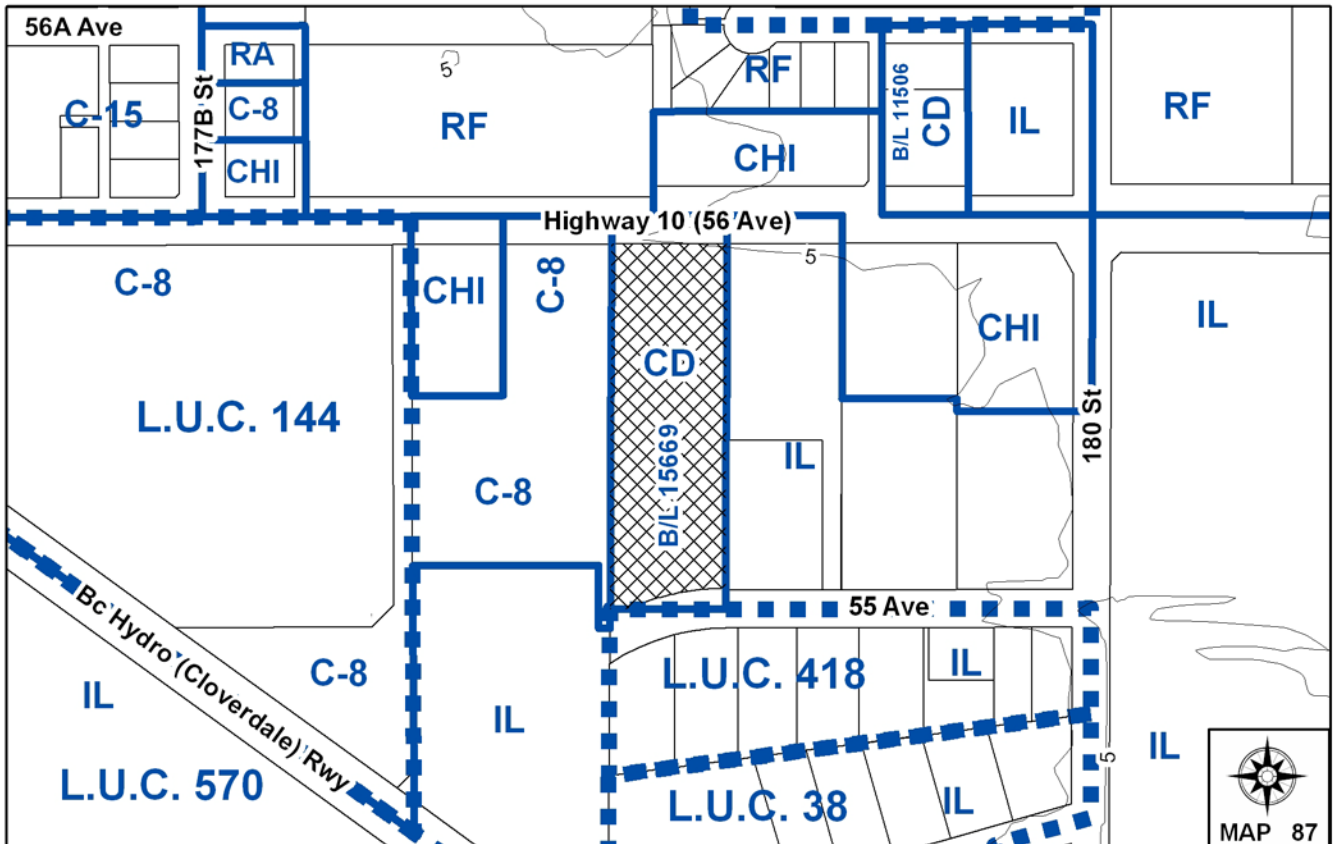 56A Ave
RA
RF
5
C-15
177B St
C-8
RF
B/L 11506
CD
IL
RF
CHI
CHI
Highway 10 (56 Ave)
C-8
CHI
C-8
5
CHI
IL
CD
L.U.C. 144
180 St
C-8
B/L 15669
IL
55 Ave
Bc Hydro (Cloverdale) Rwy
C-8
L.U.C. 418
IL
IL
IL
IL
5
L.U.C. 570
L.U.C. 38
IL
MAP 87